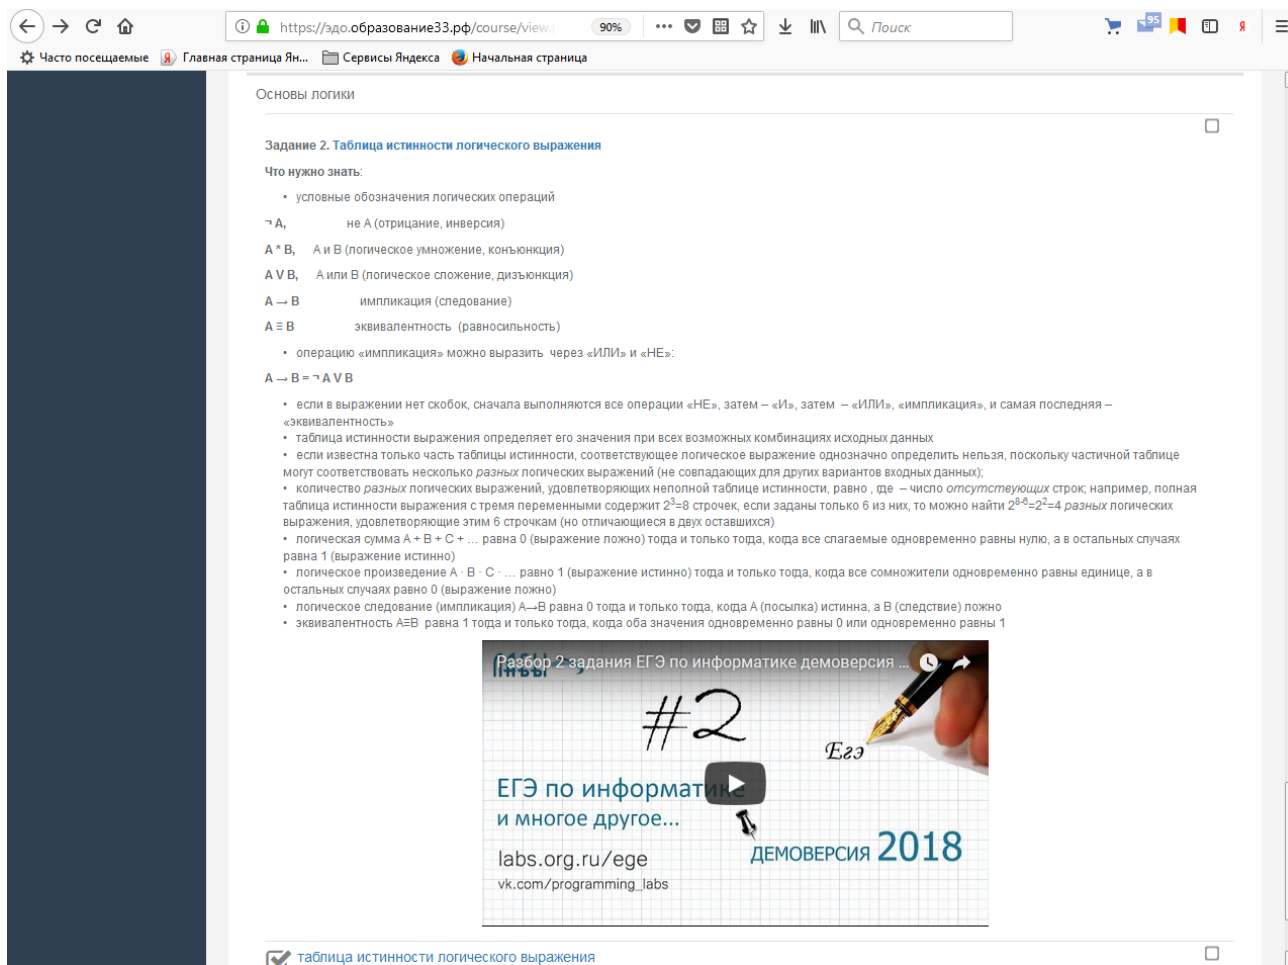 https://эдо.образование33.рф/course/view.
90%
Поиск
95
Часто посещаемые
Главная страница Ян...
Сервисы Яндекса
Начальная страница
Основы логики
Задание 2. Таблица истинности логического выражения
Что нужно знать:
• условные обозначения логических операций
¬ A, не A (отрицание, инверсия)
A * B, A и B (логическое умножение, конъюнкция)
A V B, A или B (логическое сложение, дизъюнкция)
A → B импликация (следование)
A ≡ B эквивалентность (равносильность)
• операцию «импликация» можно выразить через «ИЛИ» и «НЕ»:
A → B = ¬ A V B
• если в выражении нет скобок, сначала выполняются все операции «НЕ», затем – «И», затем – «ИЛИ», «импликация», и самая последняя –
«эквивалентность»
• таблица истинности выражения определяет его значения при всех возможных комбинациях исходных данных
• если известна только часть таблицы истинности, соответствующее логическое выражение однозначно определить нельзя, поскольку частичной таблице
могут соответствовать несколько разных логических выражений (не совпадающих для других вариантов входных данных);
• количество разных логических выражений, удовлетворяющих неполной таблице истинности, равно , где – число отсутствующих строк; например, полная
таблица истинности выражения с тремя переменными содержит 2³=8 строчек, если заданы только 6 из них, то можно найти 2⁸⁻⁶=2²=4 разных логических
выражения, удовлетворяющие этим 6 строчкам (но отличающиеся в двух оставшихся)
• логическая сумма A + B + C + … равна 0 (выражение ложно) тогда и только тогда, когда все слагаемые одновременно равны нулю, а в остальных случаях
равна 1 (выражение истинно)
• логическое произведение A · B · C · … равно 1 (выражение истинно) тогда и только тогда, когда все сомножители одновременно равны единице, а в
остальных случаях равно 0 (выражение ложно)
• логическое следование (импликация) A→B равна 0 тогда и только тогда, когда A (посылка) истинна, а B (следствие) ложно
• эквивалентность A≡B равна 1 тогда и только тогда, когда оба значения одновременно равны 0 или одновременно равны 1
Разбор 2 задания ЕГЭ по информатике демоверсия ...
#2
Егэ
ЕГЭ по информатике
и многое другое...
labs.org.ru/ege
vk.com/programming_labs
ДЕМОВЕРСИЯ 2018
таблица истинности логического выражения